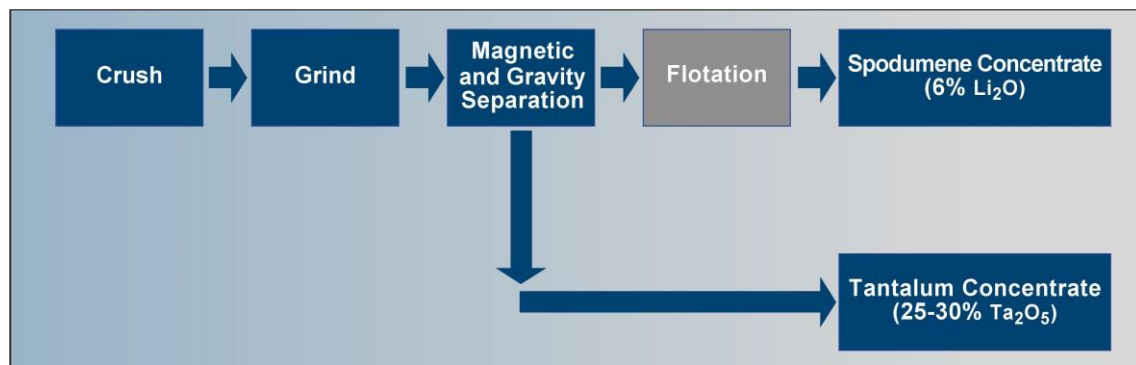 Crush
Grind
Magnetic
and Gravity
Separation
Flotation
Spodumene Concentrate
(6% Li₂O)
Tantalum Concentrate
(25-30% Ta₂O₅)